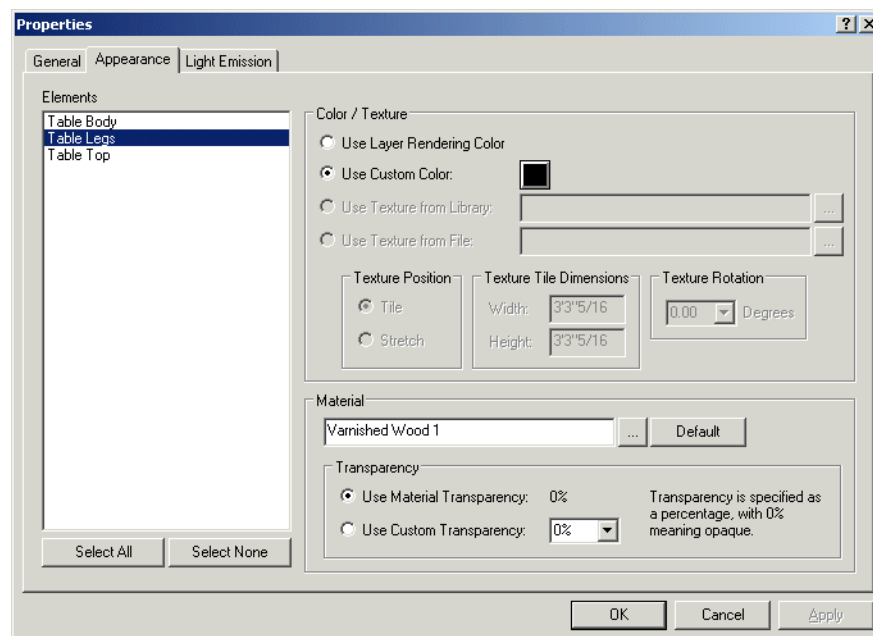 Properties
General Appearance Light Emission
Elements
Table Body
Table Legs
Table Top
Select All Select None
Color / Texture
Use Layer Rendering Color
Use Custom Color:
Use Texture from Library: ...
Use Texture from File: ...
Texture Position
Tile
Stretch
Texture Tile Dimensions
Width: 3'3"5/16
Height: 3'3"5/16
Texture Rotation
0.00 Degrees
Material
Varnished Wood 1 ... Default
Transparency
Use Material Transparency: 0%
Use Custom Transparency: 0%
Transparency is specified as
a percentage, with 0%
meaning opaque.
OK Cancel Apply